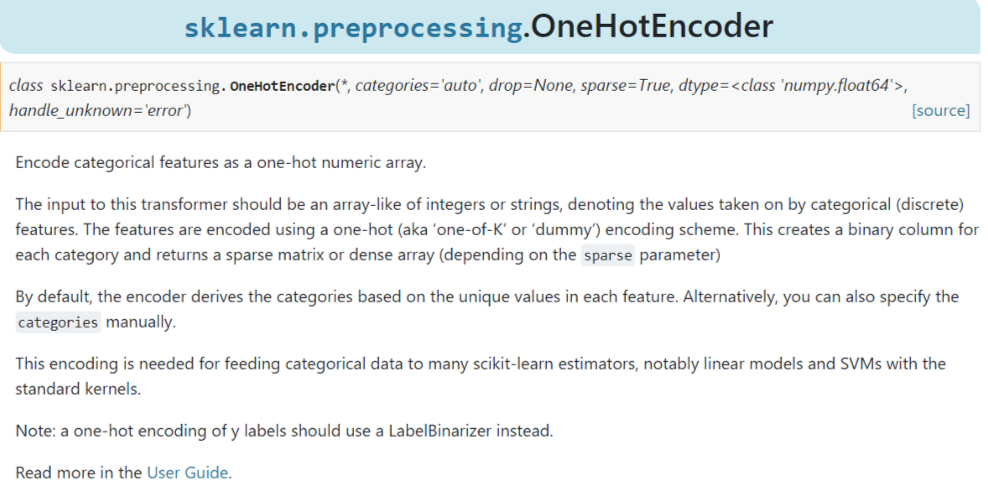 sklearn.preprocessing.OneHotEncoder
class sklearn.preprocessing.OneHotEncoder(*, categories='auto', drop=None, sparse=True, dtype=<class 'numpy.float64'>,
handle_unknown='error') [source]
Encode categorical features as a one-hot numeric array.
The input to this transformer should be an array-like of integers or strings, denoting the values taken on by categorical (discrete)
features. The features are encoded using a one-hot (aka ‘one-of-K’ or ‘dummy’) encoding scheme. This creates a binary column for
each category and returns a sparse matrix or dense array (depending on the sparse parameter)
By default, the encoder derives the categories based on the unique values in each feature. Alternatively, you can also specify the
categories manually.
This encoding is needed for feeding categorical data to many scikit-learn estimators, notably linear models and SVMs with the
standard kernels.
Note: a one-hot encoding of y labels should use a LabelBinarizer instead.
Read more in the User Guide.